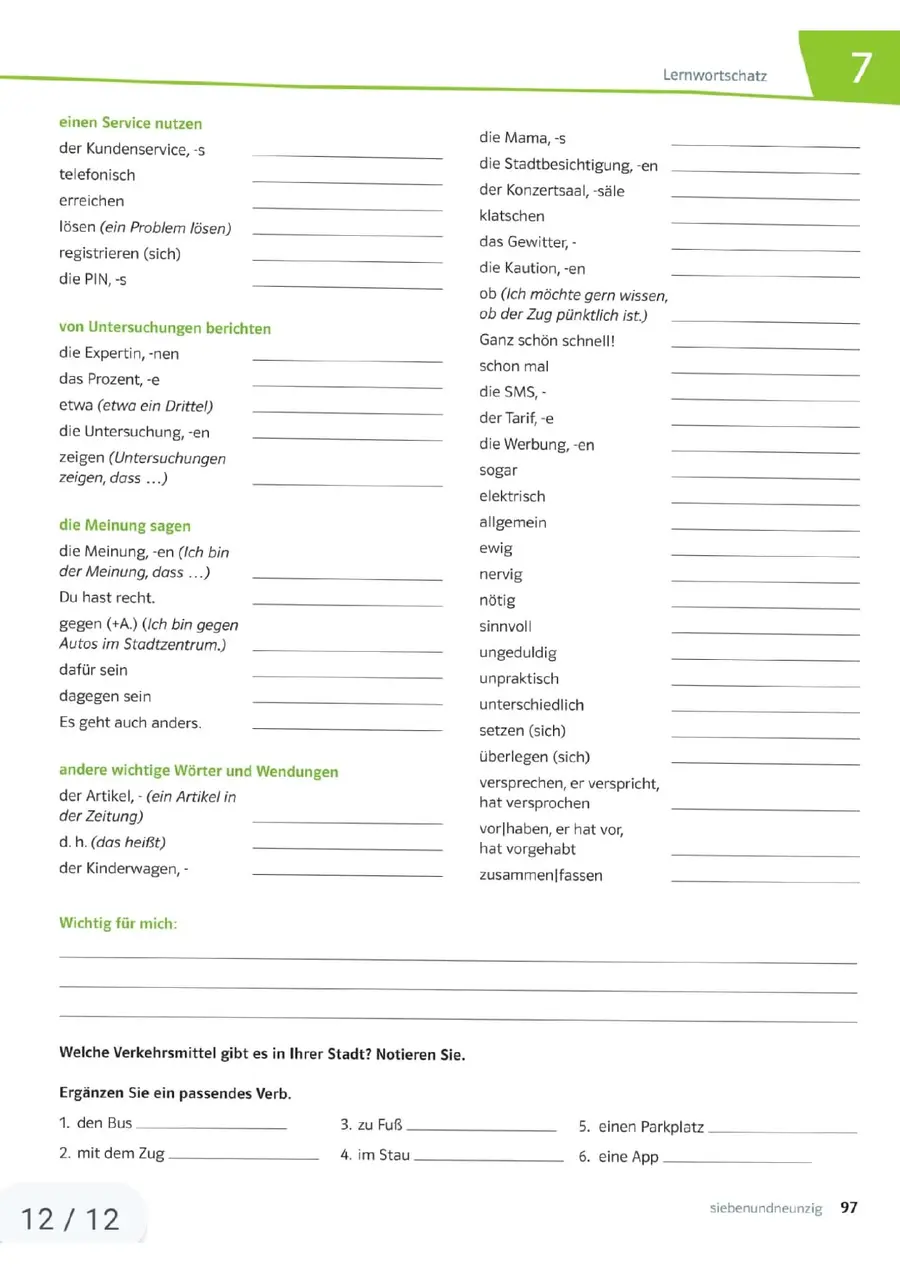 Lernwortschatz
7
einen Service nutzen
der Kundenservice, -s
telefonisch
erreichen
lösen (ein Problem lösen)
registrieren (sich)
die PIN, -s
von Untersuchungen berichten
die Expertin, -nen
das Prozent, -e
etwa (etwa ein Drittel)
die Untersuchung, -en
zeigen (Untersuchungen
zeigen, dass ...)
die Meinung sagen
die Meinung, -en (Ich bin
der Meinung, dass ...)
Du hast recht.
gegen (+A.) (Ich bin gegen
Autos im Stadtzentrum.)
dafür sein
dagegen sein
Es geht auch anders.
andere wichtige Wörter und Wendungen
der Artikel, - (ein Artikel in
der Zeitung)
d. h. (das heißt)
der Kinderwagen, -
die Mama, -s
die Stadtbesichtigung, -en
der Konzertsaal, -säle
klatschen
das Gewitter, -
die Kaution, -en
ob (Ich möchte gern wissen,
ob der Zug pünktlich ist.)
Ganz schön schnell!
schon mal
die SMS, -
der Tarif, -e
die Werbung, -en
sogar
elektrisch
allgemein
ewig
nervig
nötig
sinnvoll
ungeduldig
unpraktisch
unterschiedlich
setzen (sich)
überlegen (sich)
versprechen, er verspricht,
hat versprochen
vor|haben, er hat vor,
hat vorgehabt
zusammen|fassen
Wichtig für mich:
Welche Verkehrsmittel gibt es in Ihrer Stadt? Notieren Sie.
Ergänzen Sie ein passendes Verb.
1. den Bus
3. zu Fuß
5. einen Parkplatz
2. mit dem Zug
4. im Stau
6. eine App
12 / 12
siebenundneunzig 97